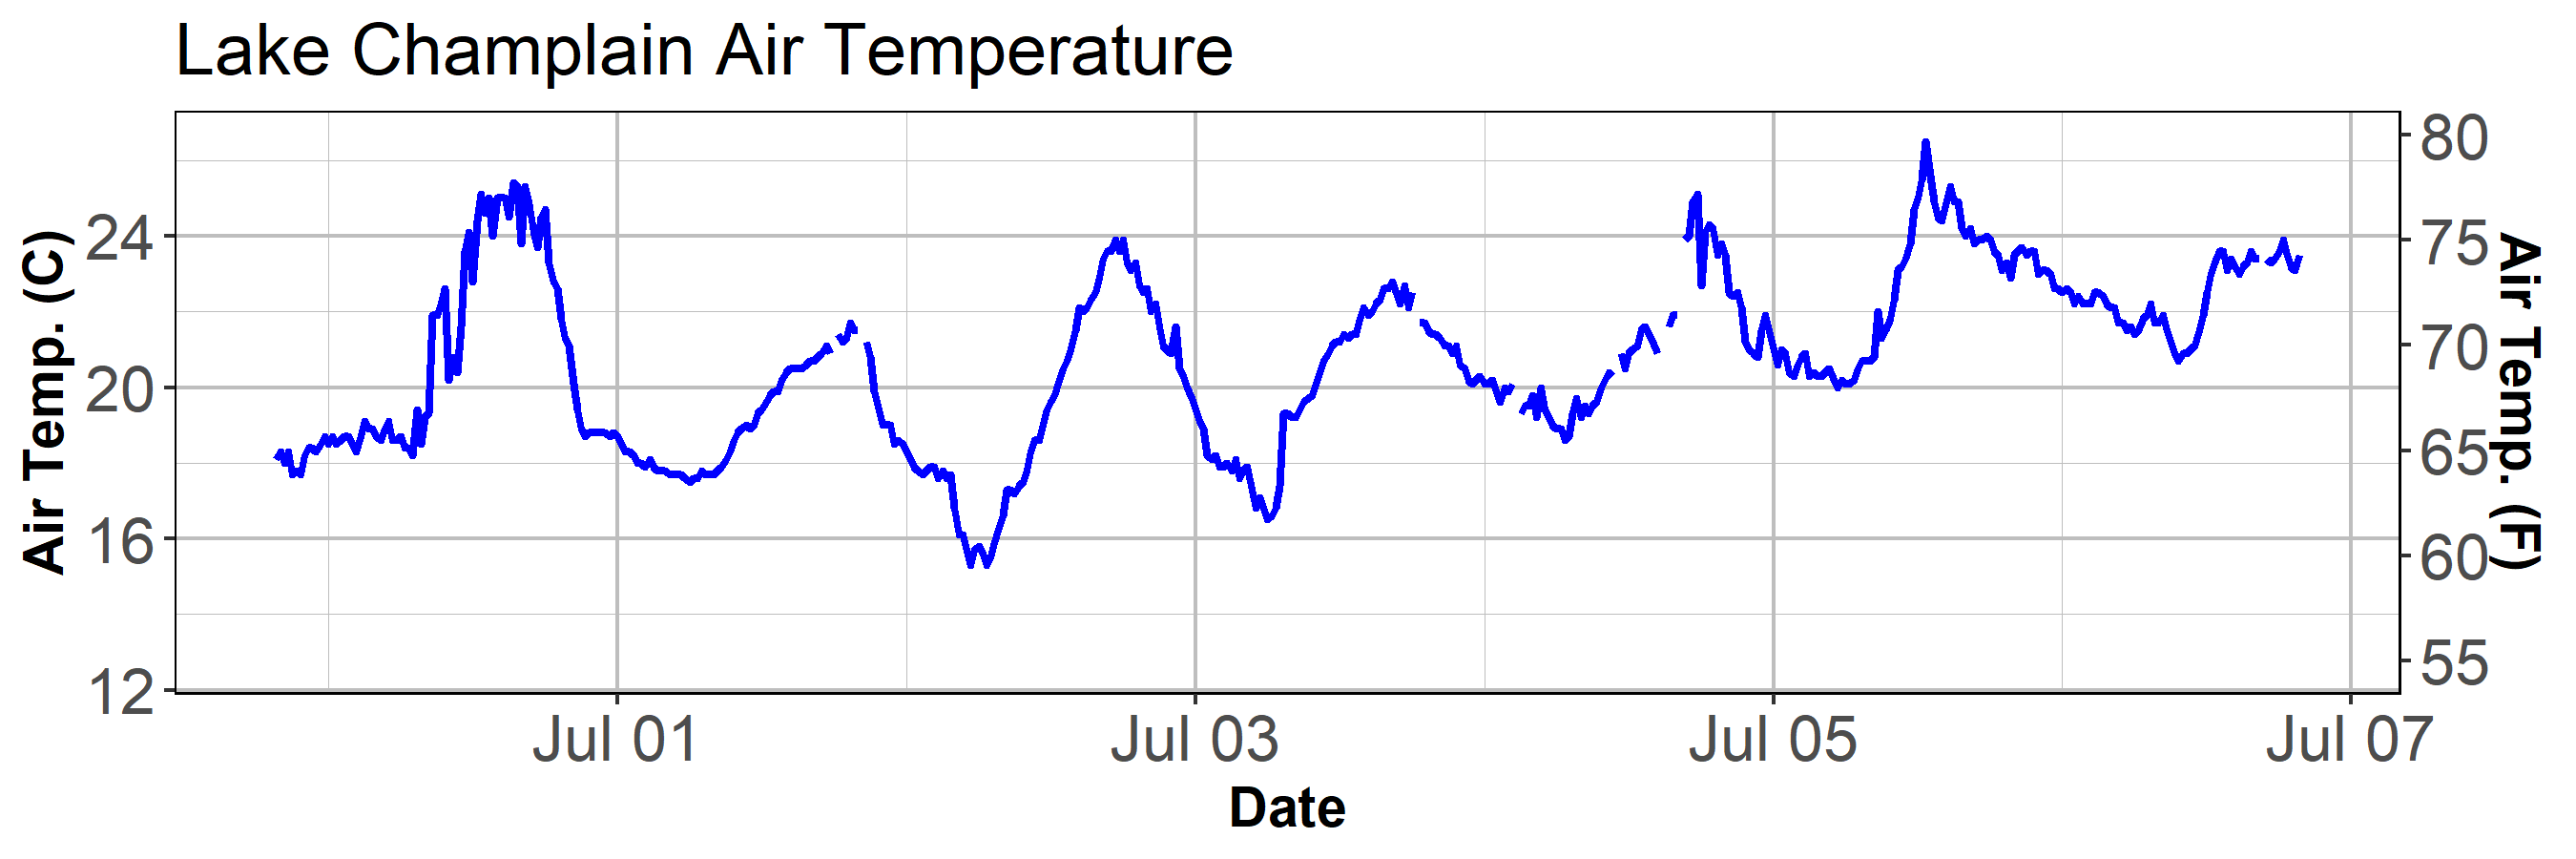 Lake Champlain Air Temperature
Air Temp. (C)
24
20
16
12
80
75
70
65
60
55
Air Temp. (F)
Jul 01
Jul 03
Jul 05
Jul 07
Date